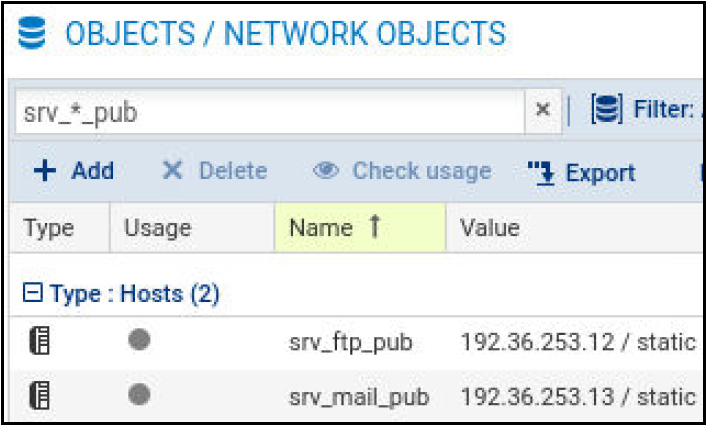 OBJECTS / NETWORK OBJECTS
srv_*_pub × Filter:
+ Add × Delete Check usage Export
Type Usage Name ↑ Value
Type : Hosts (2)
srv_ftp_pub 192.36.253.12 / static
srv_mail_pub 192.36.253.13 / static